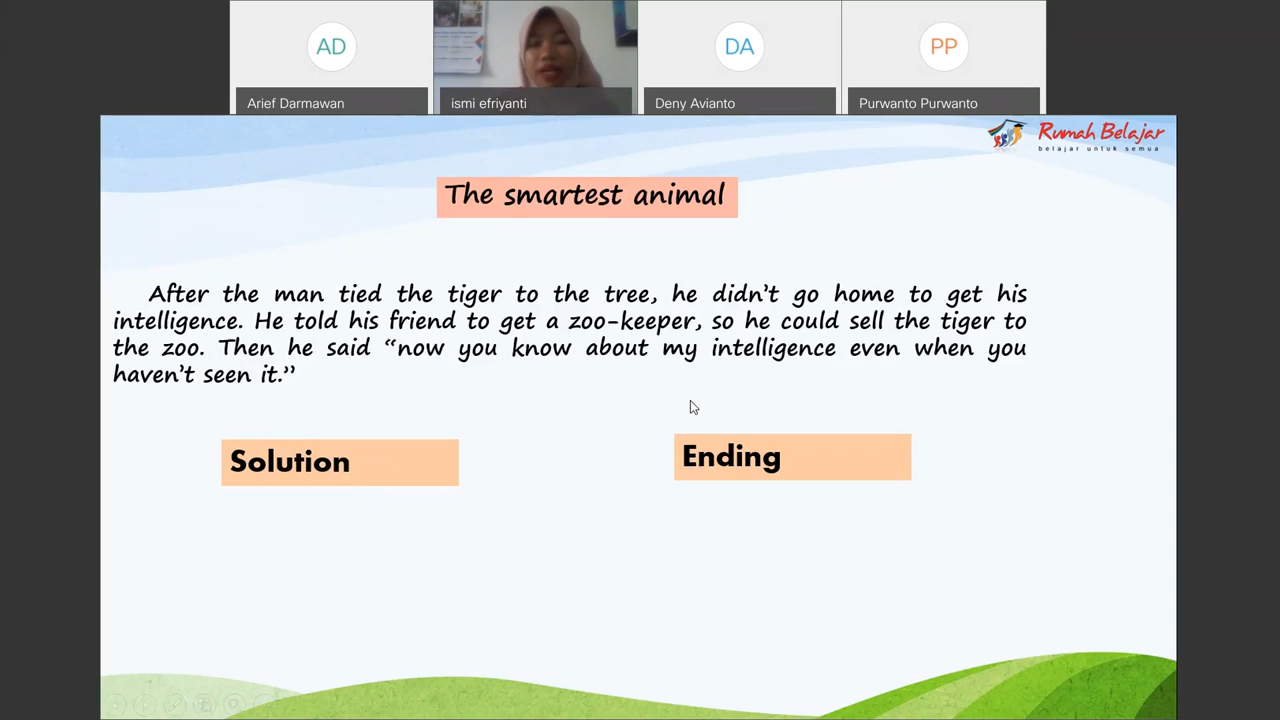 AD
DA
PP
Arief Darmawan
ismi efriyanti
Deny Avianto
Purwanto Purwanto
Rumah Belajar
belajar untuk semua
The smartest animal
After the man tied the tiger to the tree, he didn't go home to get his
intelligence. He told his friend to get a zoo-keeper, so he could sell the tiger to
the zoo. Then he said “now you know about my intelligence even when you
haven't seen it.”
Solution
Ending